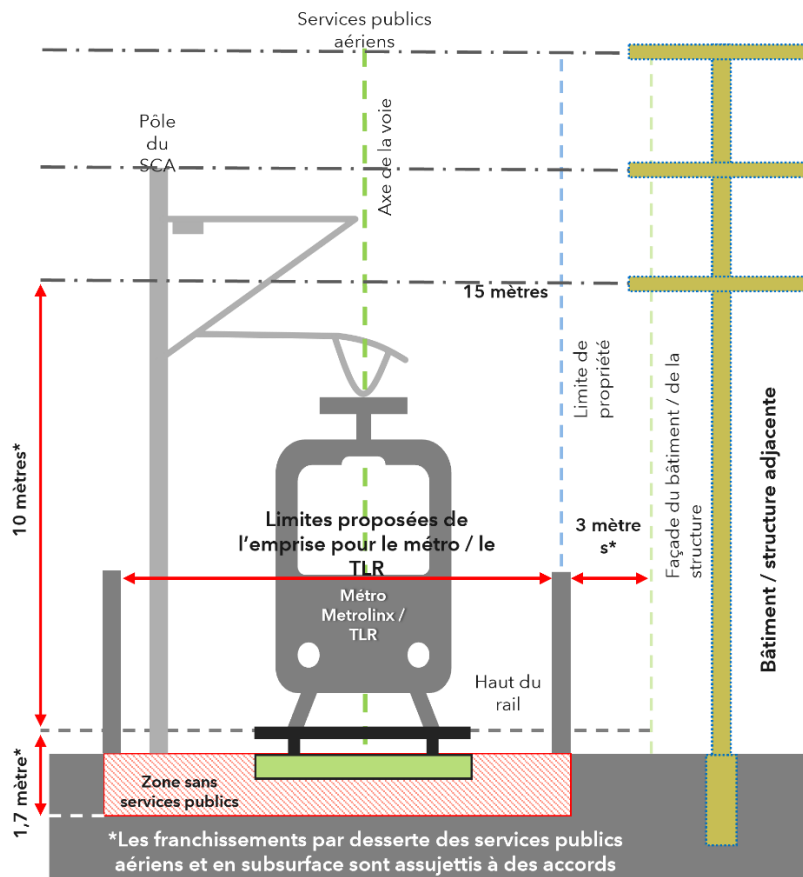 Services publics
aériens
Pôle
du
SCA
Axe de la voie
15 mètres
Limite de
propriété
Façade du bâtiment / de la
structure
Bâtiment / structure adjacente
10 mètres*
Limites proposées de
l'emprise pour le métro / le
TLR
3 mètre
s*
Métro
Metrolinx /
TLR
Haut du
rail
1,7 mètre*
Zone sans
services publics
*Les franchissements par desserte des services publics
aériens et en subsurface sont assujettis à des accords